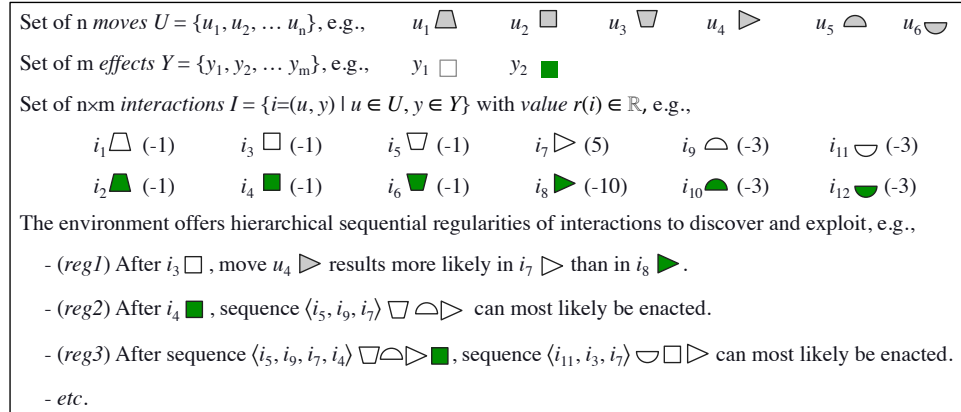 Set of n moves U = {u1, u2, … un}, e.g., u1 u2 u3 u4 u5 u6
Set of m effects Y = {y1, y2, … ym}, e.g., y1 y2
Set of n×m interactions I = {i=(u, y) | u ∈ U, y ∈ Y} with value r(i) ∈ ℝ, e.g.,
i1 (-1) i3 (-1) i5 (-1) i7 (5) i9 (-3) i11 (-3)
i2 (-1) i4 (-1) i6 (-1) i8 (-10) i10 (-3) i12 (-3)
The environment offers hierarchical sequential regularities of interactions to discover and exploit, e.g.,
- (reg1) After i3 , move u4 results more likely in i7 than in i8 .
- (reg2) After i4 , sequence ⟨i5, i9, i7⟩ can most likely be enacted.
- (reg3) After sequence ⟨i5, i9, i7, i4⟩ , sequence ⟨i11, i3, i7⟩ can most likely be enacted.
- etc.